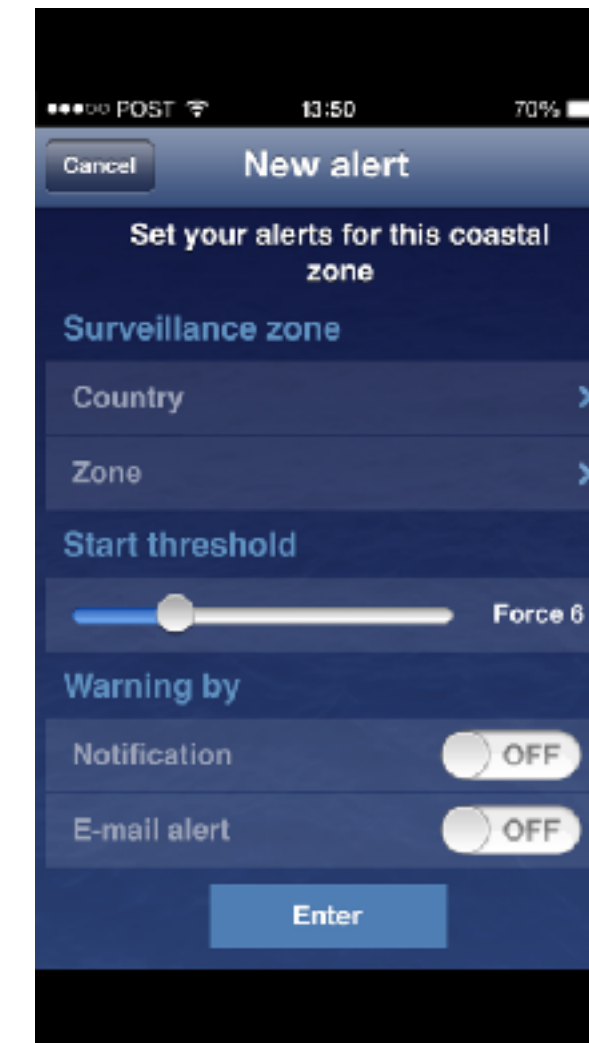 POST 13:50 70%
Cancel New alert
Set your alerts for this coastal
zone
Surveillance zone
Country
Zone
Start threshold
Force 6
Warning by
Notification OFF
E-mail alert OFF
Enter